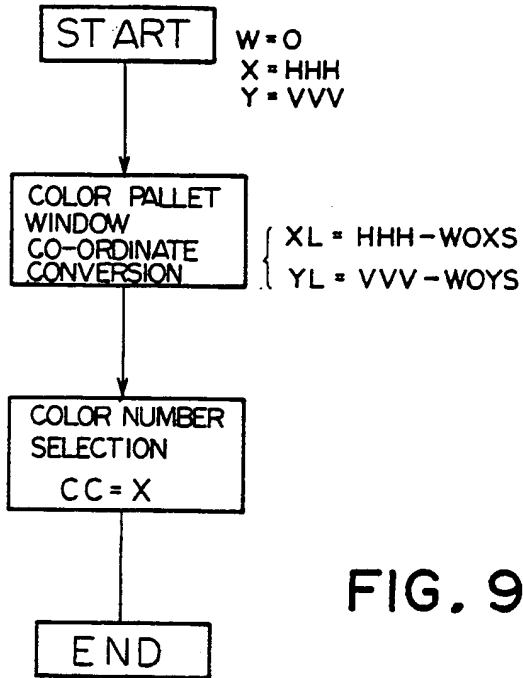 START
W = 0
X = HHH
Y = VVV
COLOR PALLET
WINDOW
CO-ORDINATE
CONVERSION
XL = HHH-WOXS
YL = VVV-WOYS
COLOR NUMBER
SELECTION
CC = X
END
FIG. 9